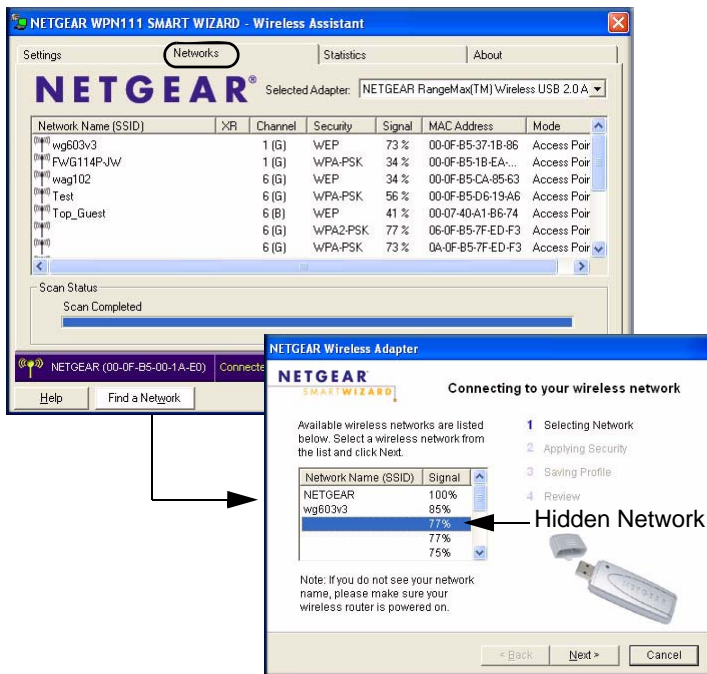 NETGEAR WPN111 SMART WIZARD - Wireless Assistant
Settings Networks Statistics About
NETGEAR® Selected Adapter: NETGEAR RangeMax(TM) Wireless USB 2.0 A
Network Name (SSID) XR Channel Security Signal MAC Address Mode
wg603v3 1 (G) WEP 73 % 00-0F-B5-37-1B-86 Access Poir
FWG114P-JW 1 (G) WPA-PSK 34 % 00-0F-B5-1B-EA-... Access Poir
wag102 6 (G) WEP 34 % 00-0F-B5-CA-85-63 Access Poir
Test 6 (G) WPA-PSK 56 % 00-0F-B5-D6-19-A6 Access Poir
Top_Guest 6 (B) WEP 41 % 00-07-40-A1-B6-74 Access Poir
6 (G) WPA2-PSK 77 % 06-0F-B5-7F-ED-F3 Access Poir
6 (G) WPA-PSK 73 % 0A-0F-B5-7F-ED-F3 Access Poir
Scan Status
Scan Completed
NETGEAR (00-0F-B5-00-1A-E0) Connecte
Help Find a Network
NETGEAR Wireless Adapter
NETGEAR
SMARTWIZARD
Connecting to your wireless network
Available wireless networks are listed
below. Select a wireless network from
the list and click Next.
1 Selecting Network
2 Applying Security
3 Saving Profile
4 Review
Network Name (SSID) Signal
NETGEAR 100%
wg603v3 85%
77%
77%
75%
Hidden Network
Note: If you do not see your network
name, please make sure your
wireless router is powered on.
NETGEAR
< Back Next > Cancel